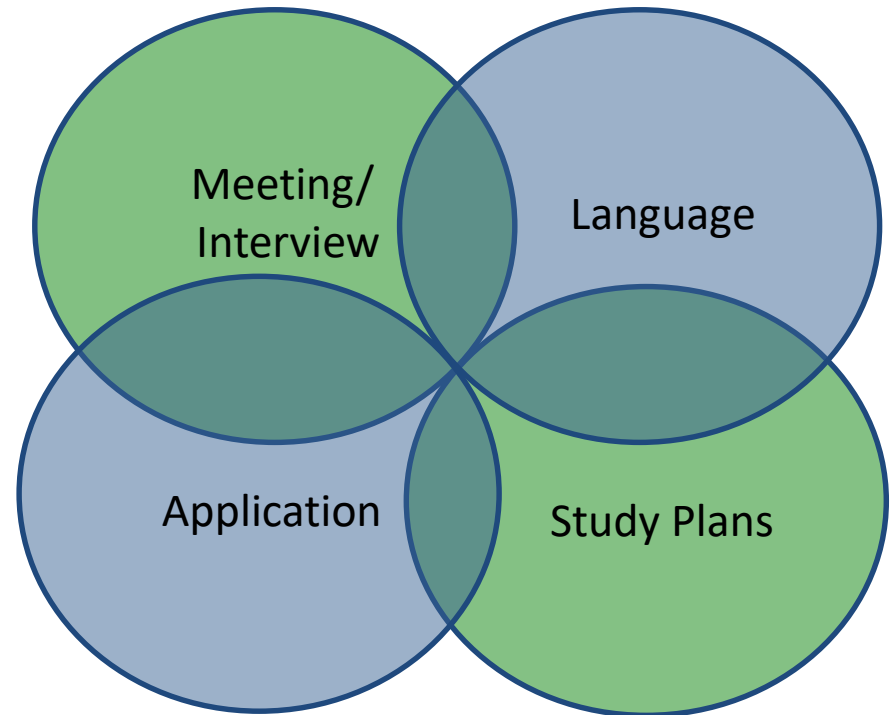 Meeting/
Interview
Language
Application
Study Plans